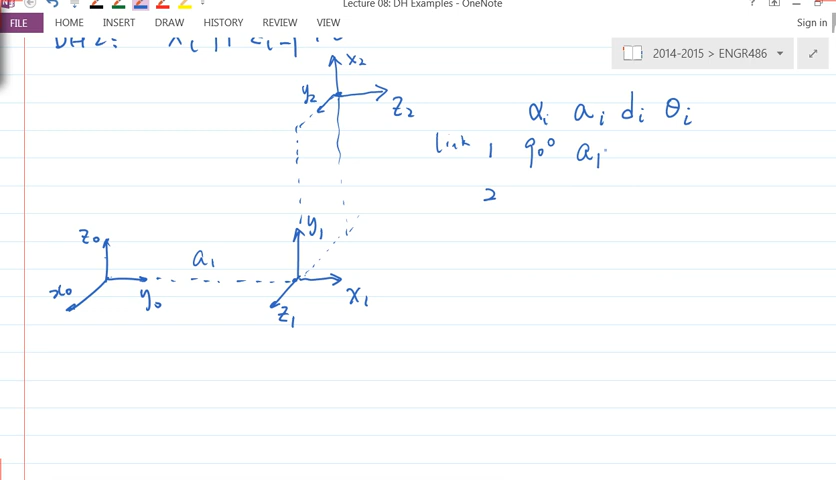 Lecture 08: DH Examples - OneNote
FILE HOME INSERT DRAW HISTORY REVIEW VIEW Sign in
2014-2015 > ENGR486
x₂
y₂
z₂
αᵢ aᵢ dᵢ θᵢ
link 1 90° a₁
2
z₀
a₁
y₁
x₀
y₀
x₁
z₁